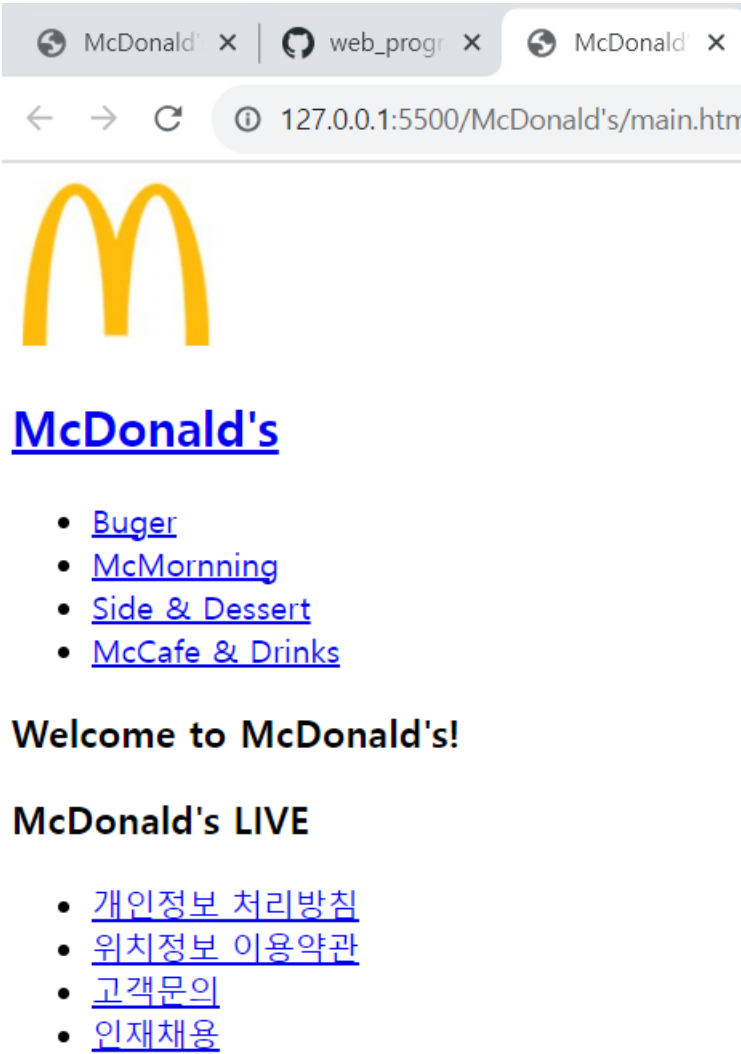 McDonald'
web_progr
McDonald'
127.0.0.1:5500/McDonald's/main.htm
McDonald's
Buger
McMornning
Side & Dessert
McCafe & Drinks
Welcome to McDonald's!
McDonald's LIVE
개인정보 처리방침
위치정보 이용약관
고객문의
인재채용